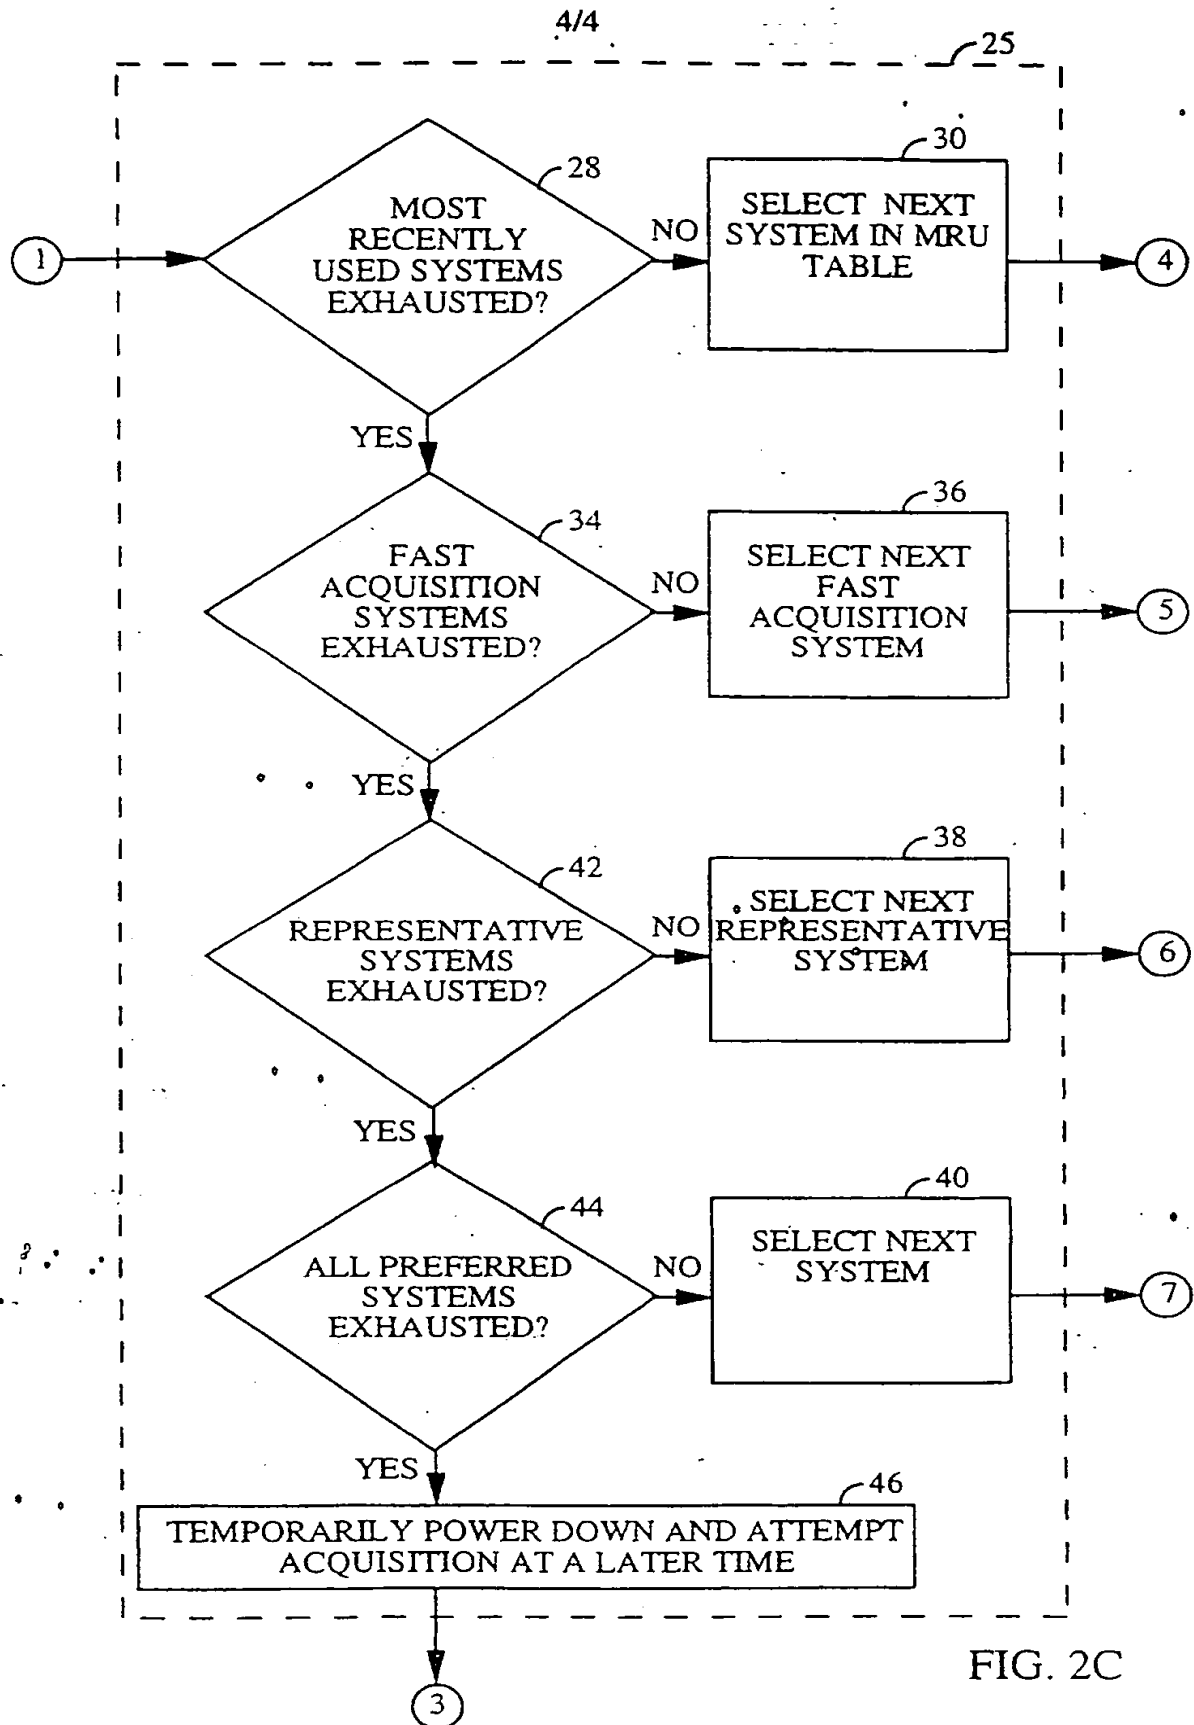 4/4
25
28
30
MOST
RECENTLY
USED SYSTEMS
EXHAUSTED?
NO
SELECT NEXT
SYSTEM IN MRU
TABLE
1
4
YES
34
36
FAST
ACQUISITION
SYSTEMS
EXHAUSTED?
NO
SELECT NEXT
FAST
ACQUISITION
SYSTEM
5
YES
42
38
REPRESENTATIVE
SYSTEMS
EXHAUSTED?
NO
SELECT NEXT
REPRESENTATIVE
SYSTEM
6
YES
44
40
ALL PREFERRED
SYSTEMS
EXHAUSTED?
NO
SELECT NEXT
SYSTEM
7
YES
46
TEMPORARILY POWER DOWN AND ATTEMPT
ACQUISITION AT A LATER TIME
3
FIG. 2C